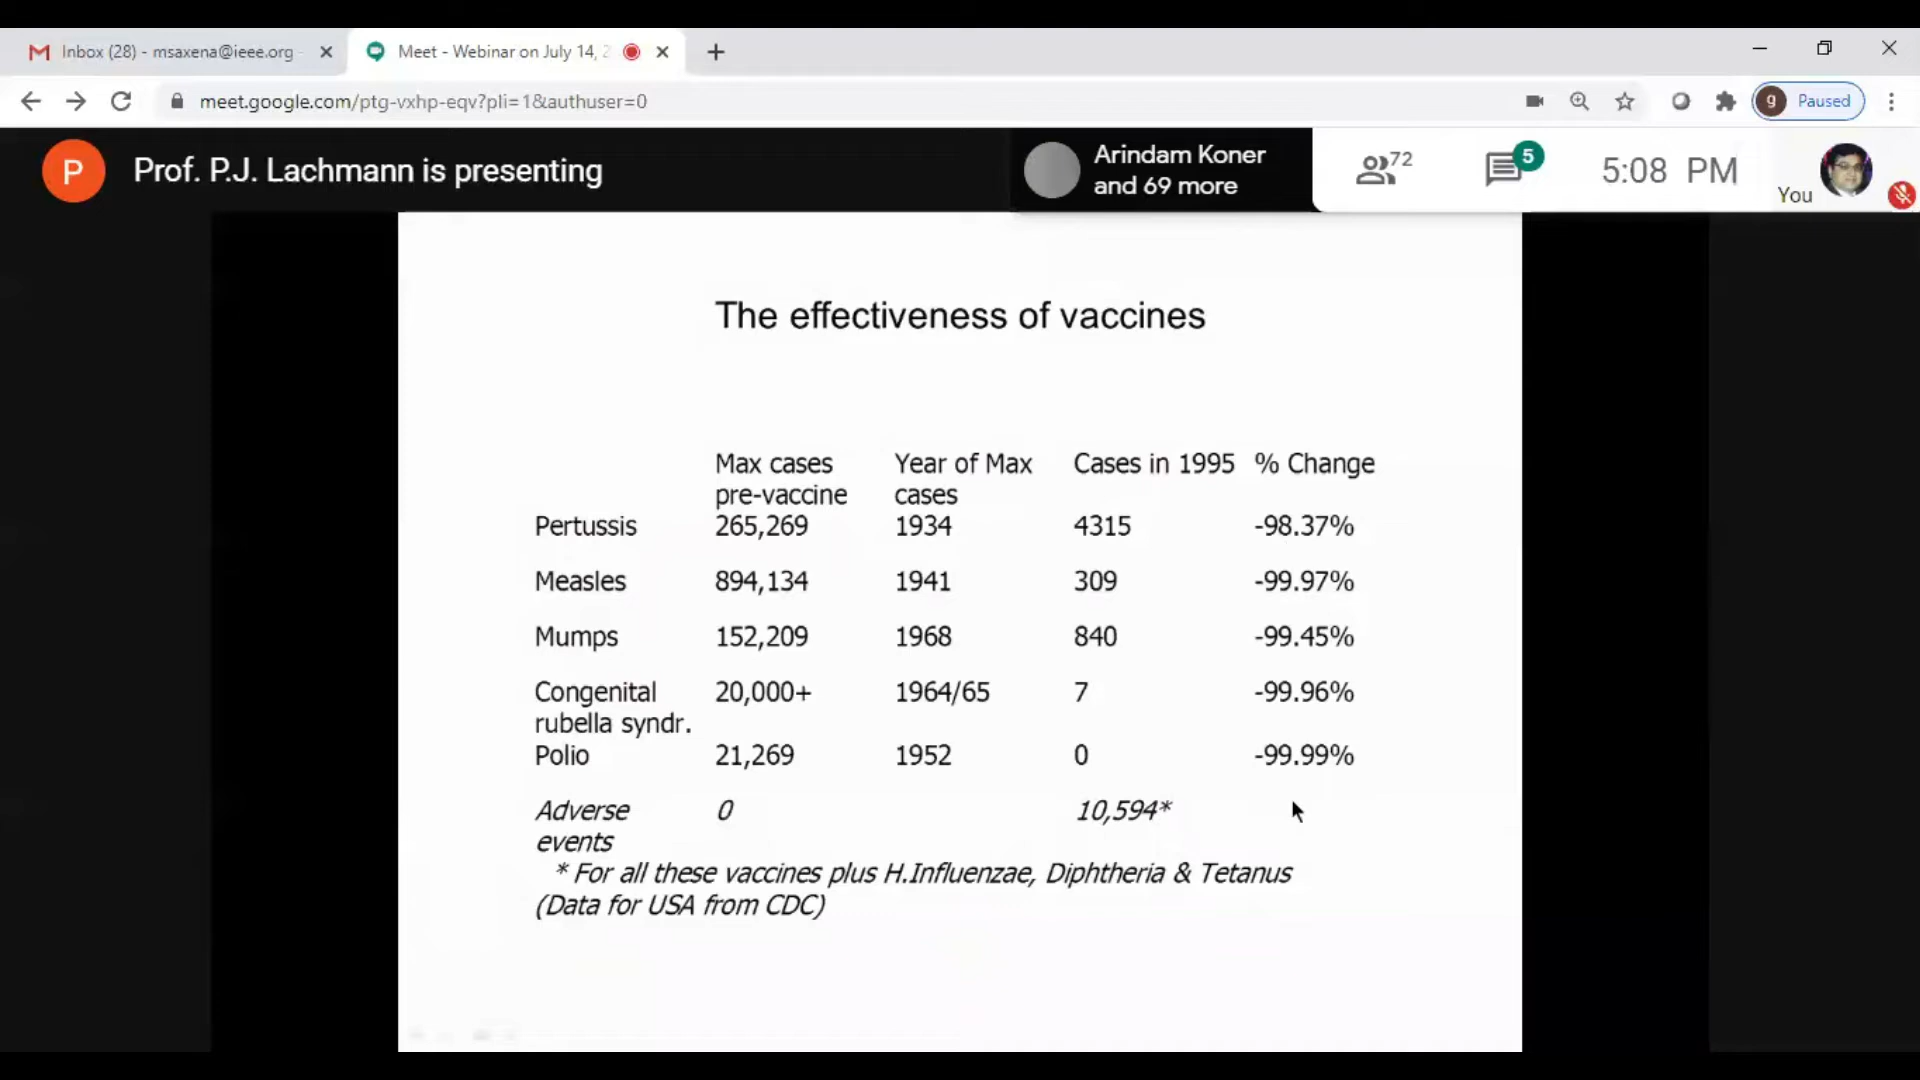 Inbox (28) - msaxena@ieee.org
Meet - Webinar on July 14, 2
meet.google.com/ptg-vxhp-eqv?pli=1&authuser=0
g Paused
P Prof. P.J. Lachmann is presenting
Arindam Koner
and 69 more
72
5
5:08 PM
You
The effectiveness of vaccines
Max cases Year of Max Cases in 1995 % Change
pre-vaccine cases
Pertussis 265,269 1934 4315 -98.37%
Measles 894,134 1941 309 -99.97%
Mumps 152,209 1968 840 -99.45%
Congenital 20,000+ 1964/65 7 -99.96%
rubella syndr.
Polio 21,269 1952 0 -99.99%
Adverse 0 10,594*
events
* For all these vaccines plus H.Influenzae, Diphtheria & Tetanus
(Data for USA from CDC)